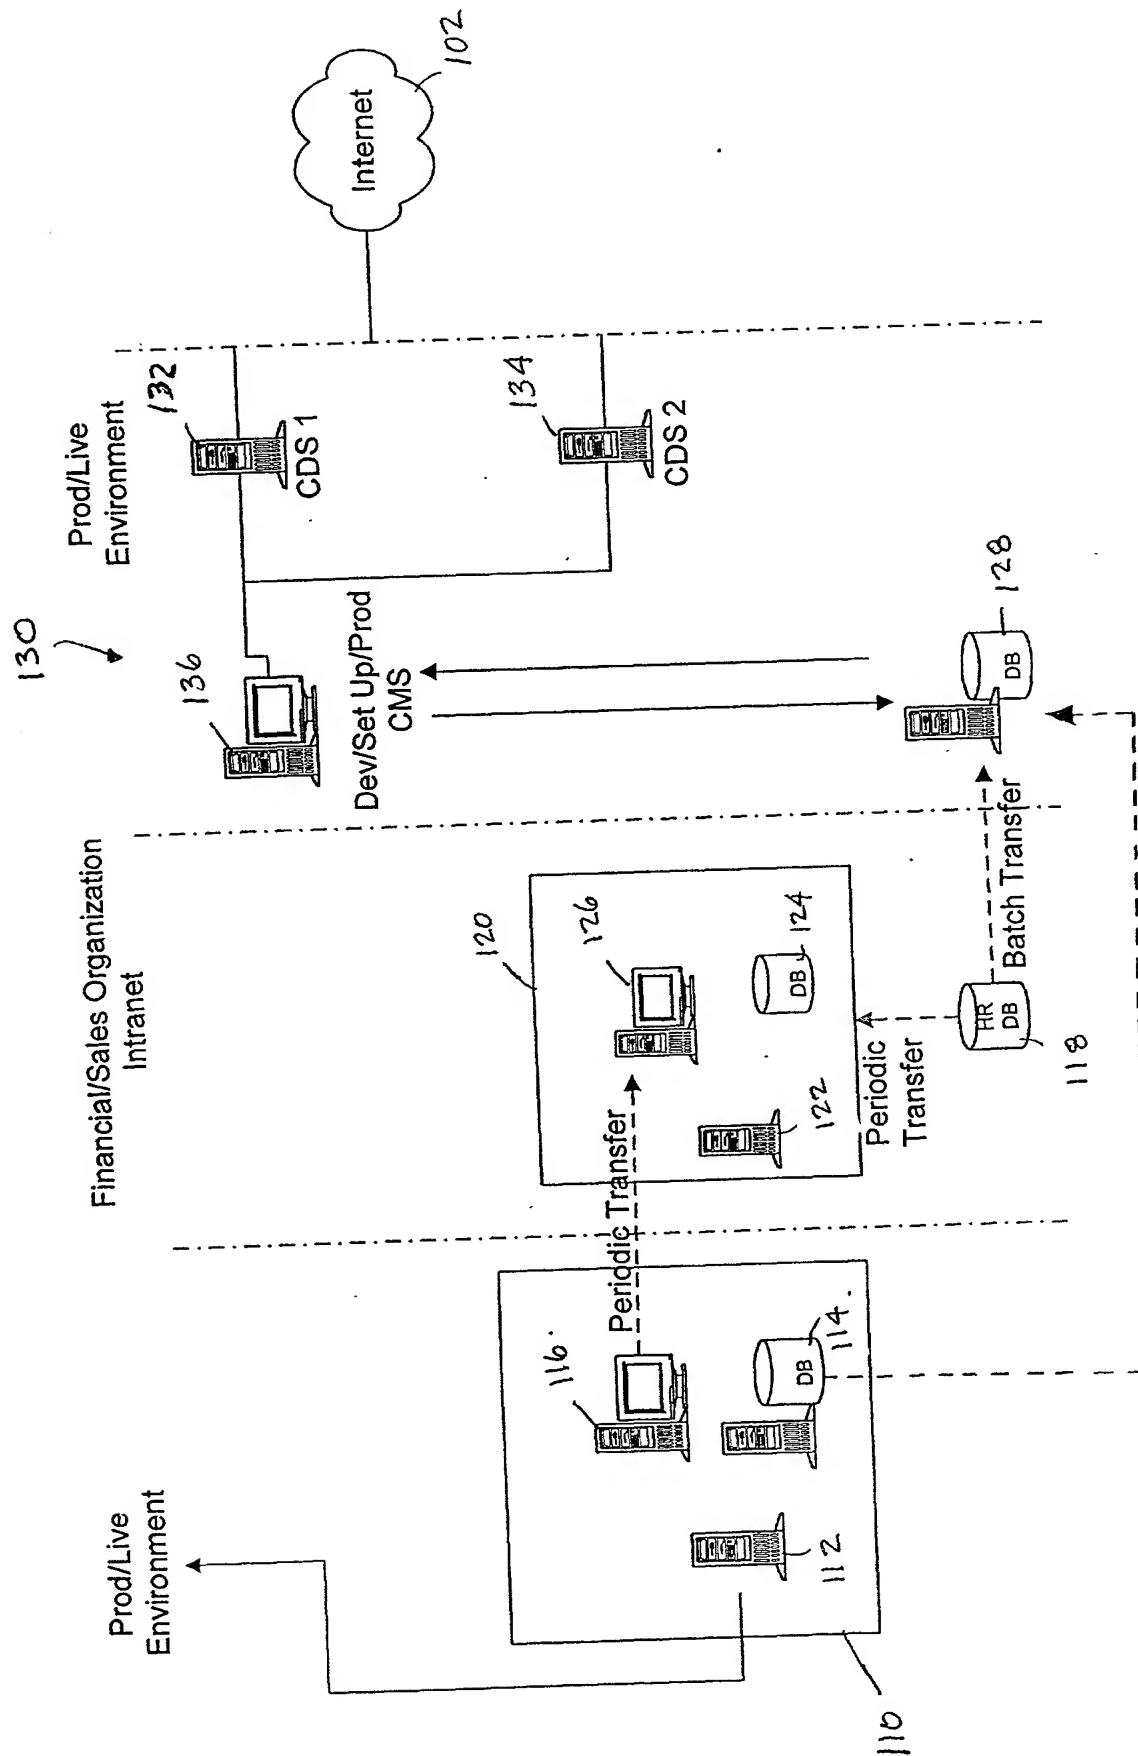 130
Prod/Live
Environment
Financial/Sales Organization
Intranet
Prod/Live
Environment
136
132
CDS 1
102
Internet
Dev/Set Up/Prod
CMS
134
CDS 2
110
116.
Periodic Transfer
120
126
112
DB
114.
122
DB
124
Periodic
Transfer
HR
DB
118
Batch Transfer
DB
128